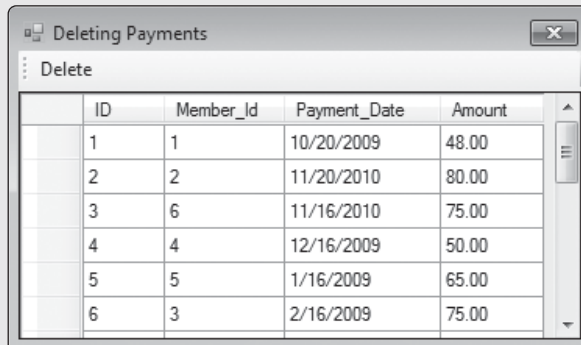 Deleting Payments
Delete
ID Member_Id Payment_Date Amount
1 1 10/20/2009 48.00
2 2 11/20/2010 80.00
3 6 11/16/2010 75.00
4 4 12/16/2009 50.00
5 5 1/16/2009 65.00
6 3 2/16/2009 75.00